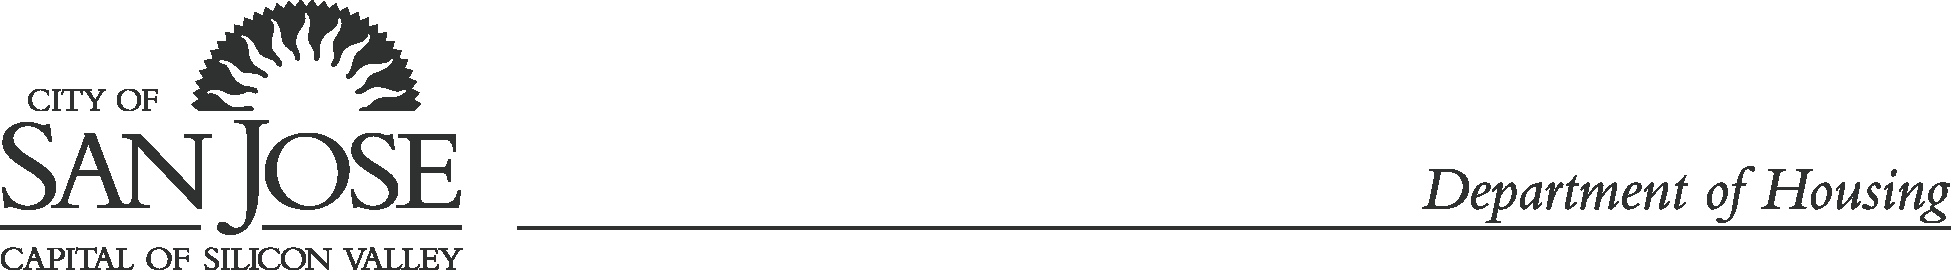 CITY OF
SAN JOSE
CAPITAL OF SILICON VALLEY
Department of Housing